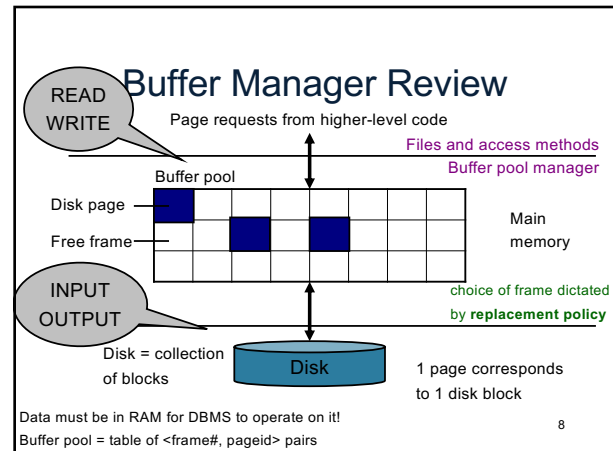 Buffer Manager Review
READ
WRITE
Page requests from higher-level code
Files and access methods
Buffer pool manager
Buffer pool
Disk page
Free frame
Main
memory
INPUT
OUTPUT
choice of frame dictated
by replacement policy
Disk = collection
of blocks
Disk
1 page corresponds
to 1 disk block
Data must be in RAM for DBMS to operate on it!
Buffer pool = table of <frame#, pageid> pairs
8